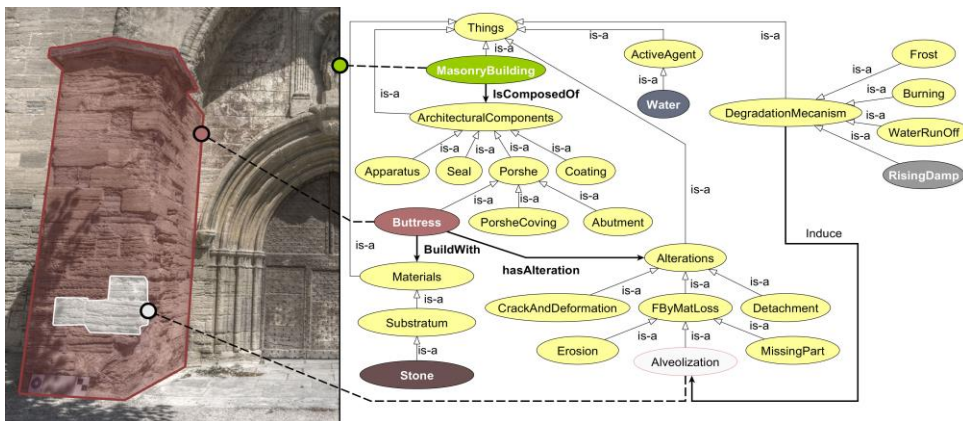 Things
is-a
is-a
ActiveAgent
is-a
Frost
is-a
MasonryBuilding
is-a
Water
is-a
Burning
is-a
IsComposedOf
DegradationMecanism
is-a
ArchitecturalComponents
is-a
WaterRunOff
is-a
is-a
is-a
is-a
is-a
Apparatus
Seal
Porshe
Coating
RisingDamp
is-a
is-a
is-a
is-a
Buttress
PorsheCoving
Abutment
Induce
is-a
BuildWith
hasAlteration
Alterations
Materials
is-a
is-a
is-a
is-a
CrackAndDeformation
FByMatLoss
Detachment
Substratum
is-a
is-a
is-a
is-a
Erosion
Alveolization
MissingPart
Stone